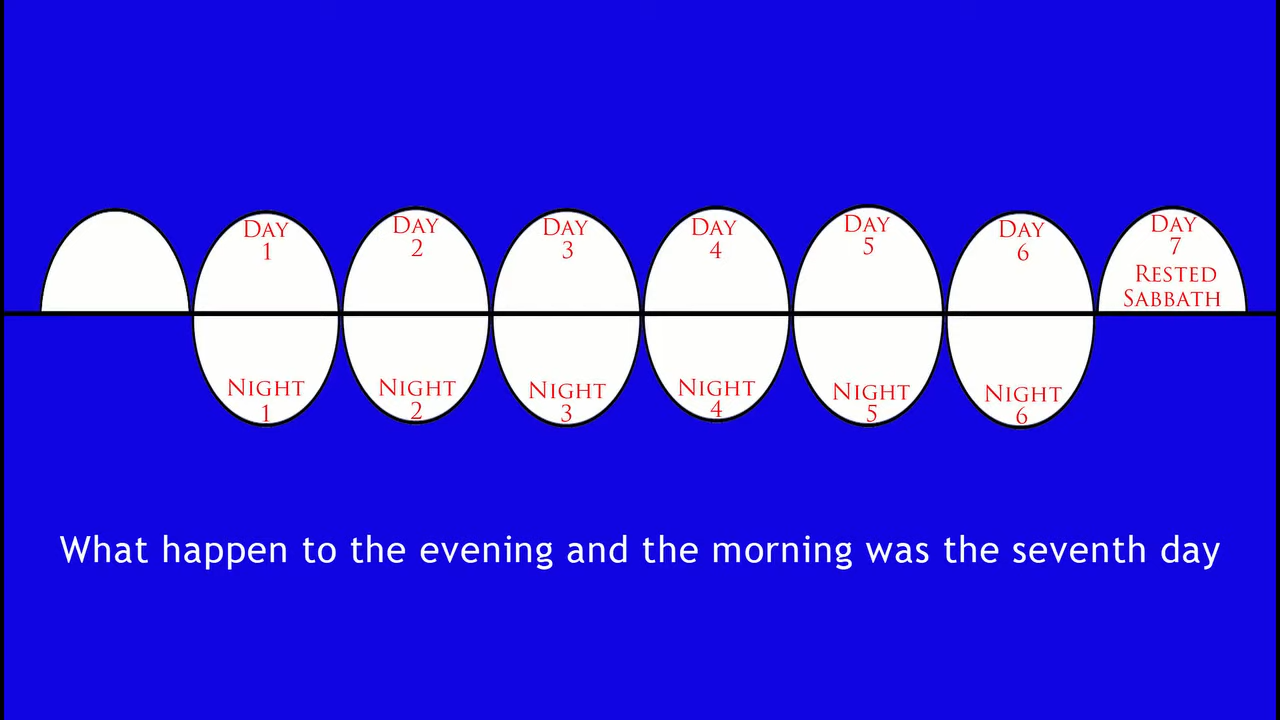 Day
1
Day
2
Day
3
Day
4
Day
5
Day
6
Day
7
Rested
Sabbath
Night
1
Night
2
Night
3
Night
4
Night
5
Night
6
What happen to the evening and the morning was the seventh day